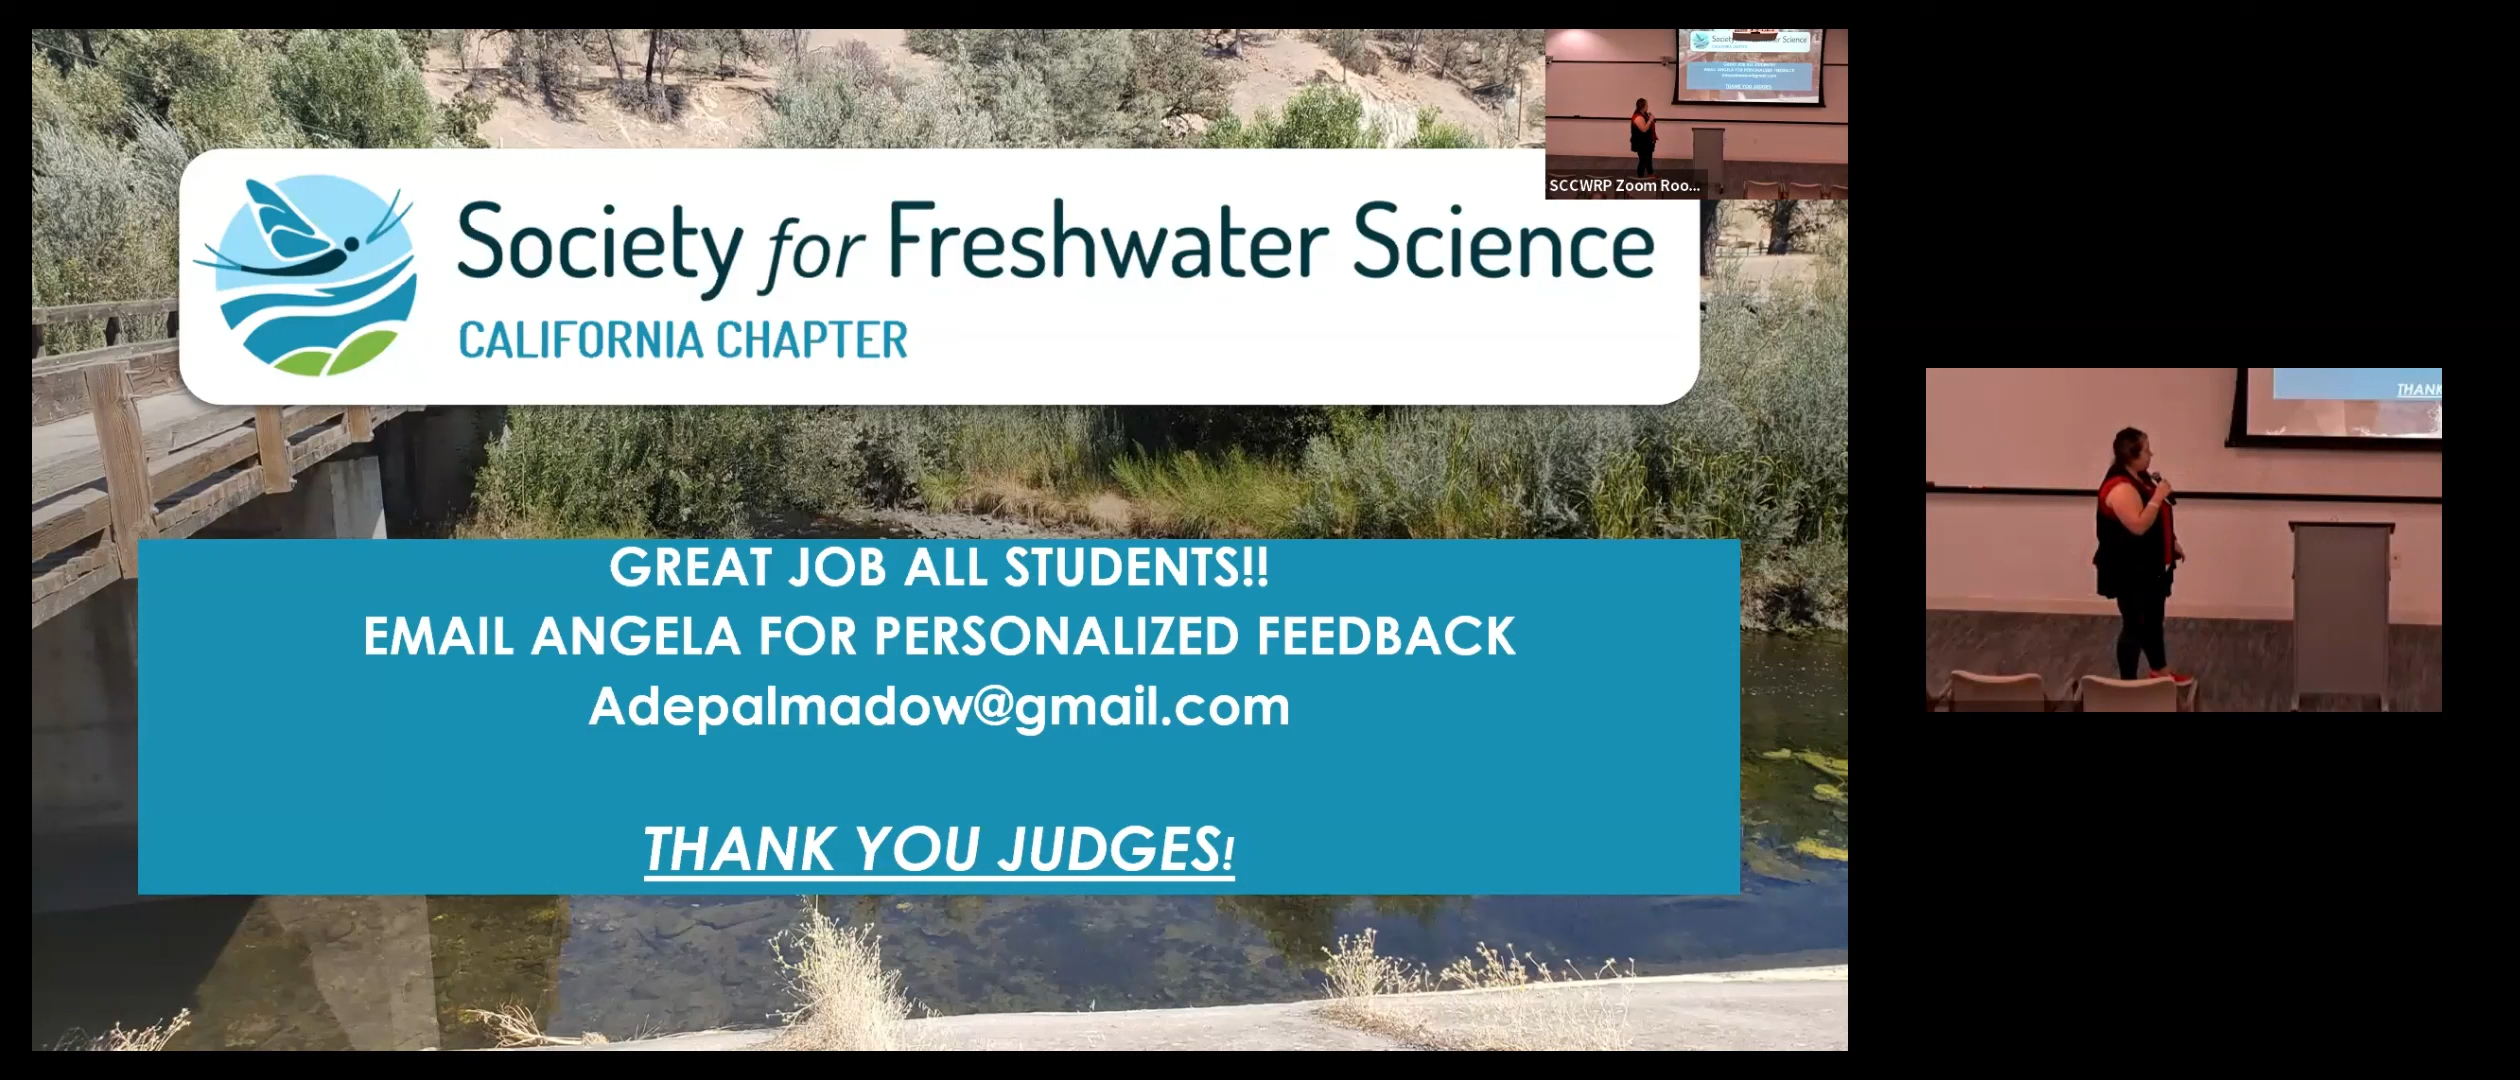 Society for Freshwater Science
CALIFORNIA CHAPTER
SCCWRP Zoom Roo...
GREAT JOB ALL STUDENTS!!
EMAIL ANGELA FOR PERSONALIZED FEEDBACK
Adepalmadow@gmail.com
THANK YOU JUDGES!
THANK